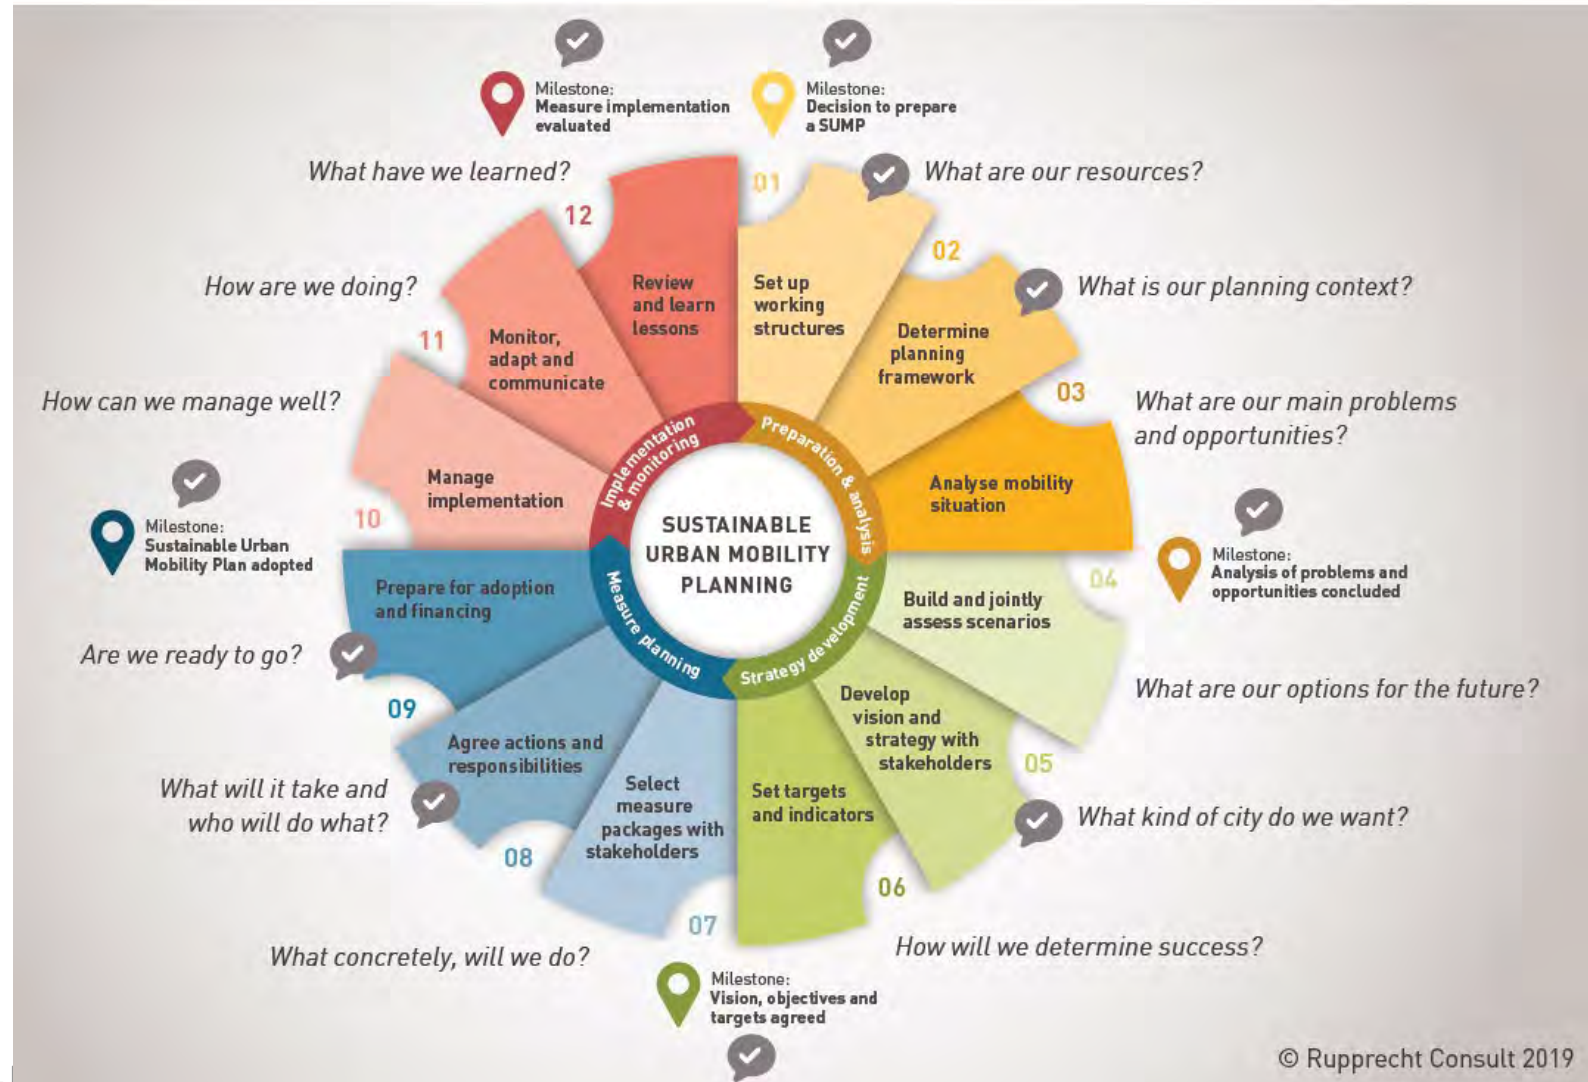 Milestone:
Measure implementation
evaluated
Milestone:
Decision to prepare
a SUMP
What have we learned?
What are our resources?
01
12
Set up
working
structures
Review
and learn
lessons
02
What is our planning context?
Determine
planning
framework
How are we doing?
11
Monitor,
adapt and
communicate
03
What are our main problems
and opportunities?
Analyse mobility
situation
How can we manage well?
Manage
implementation
10
Milestone:
Sustainable Urban
Mobility Plan adopted
Milestone:
Analysis of problems and
opportunities concluded
Implementation
& monitoring
Preparation & analysis
SUSTAINABLE
URBAN MOBILITY
PLANNING
Measure planning
Strategy development
04
Build and jointly
assess scenarios
What are our options for the future?
Prepare for adoption
and financing
Are we ready to go?
09
05
Develop
vision and
strategy with
stakeholders
What kind of city do we want?
Agree actions and
responsibilities
What will it take and
who will do what?
08
06
Set targets
and indicators
How will we determine success?
Select
measure
packages with
stakeholders
07
What concretely, will we do?
Milestone:
Vision, objectives and
targets agreed
© Rupprecht Consult 2019